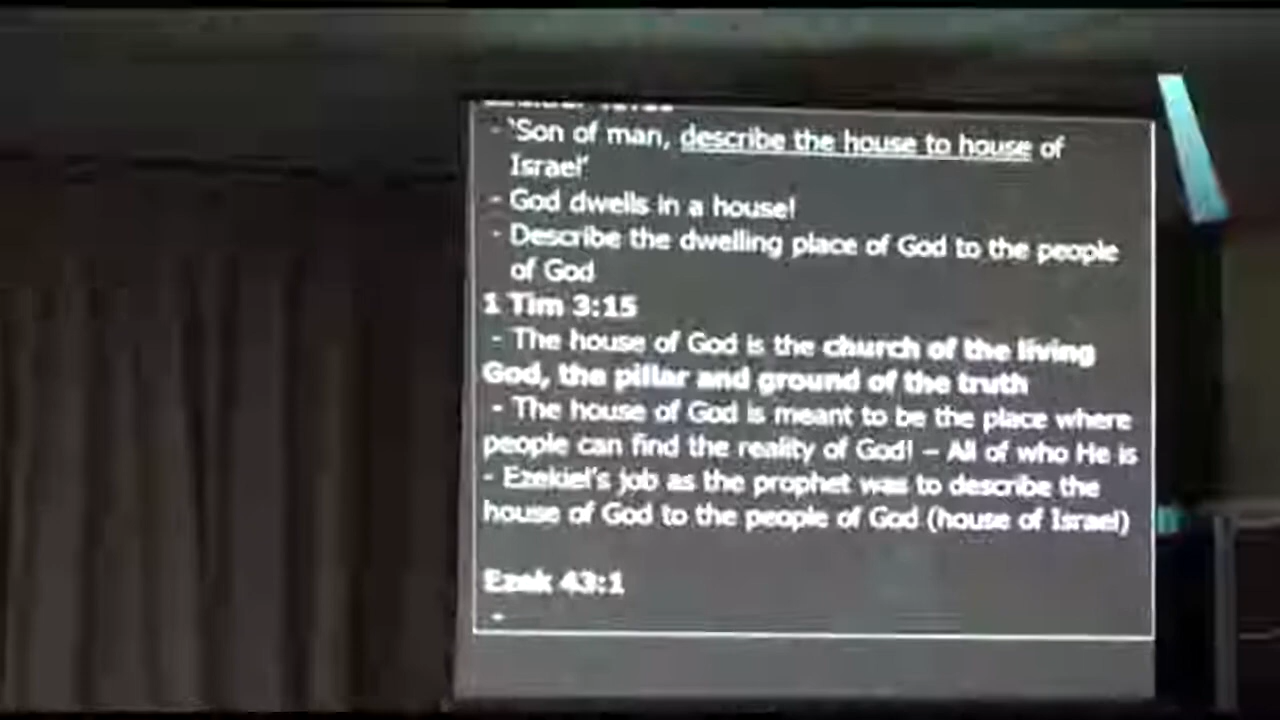 - 'Son of man, describe the house to house of
Israel'
- God dwells in a house!
- Describe the dwelling place of God to the people
of God
1 Tim 3:15
- The house of God is the church of the living
God, the pillar and ground of the truth
- The house of God is meant to be the place where
people can find the reality of God! – All of who He is
- Ezekiel's job as the prophet was to describe the
house of God to the people of God (house of Israel)
Ezek 43:1
-